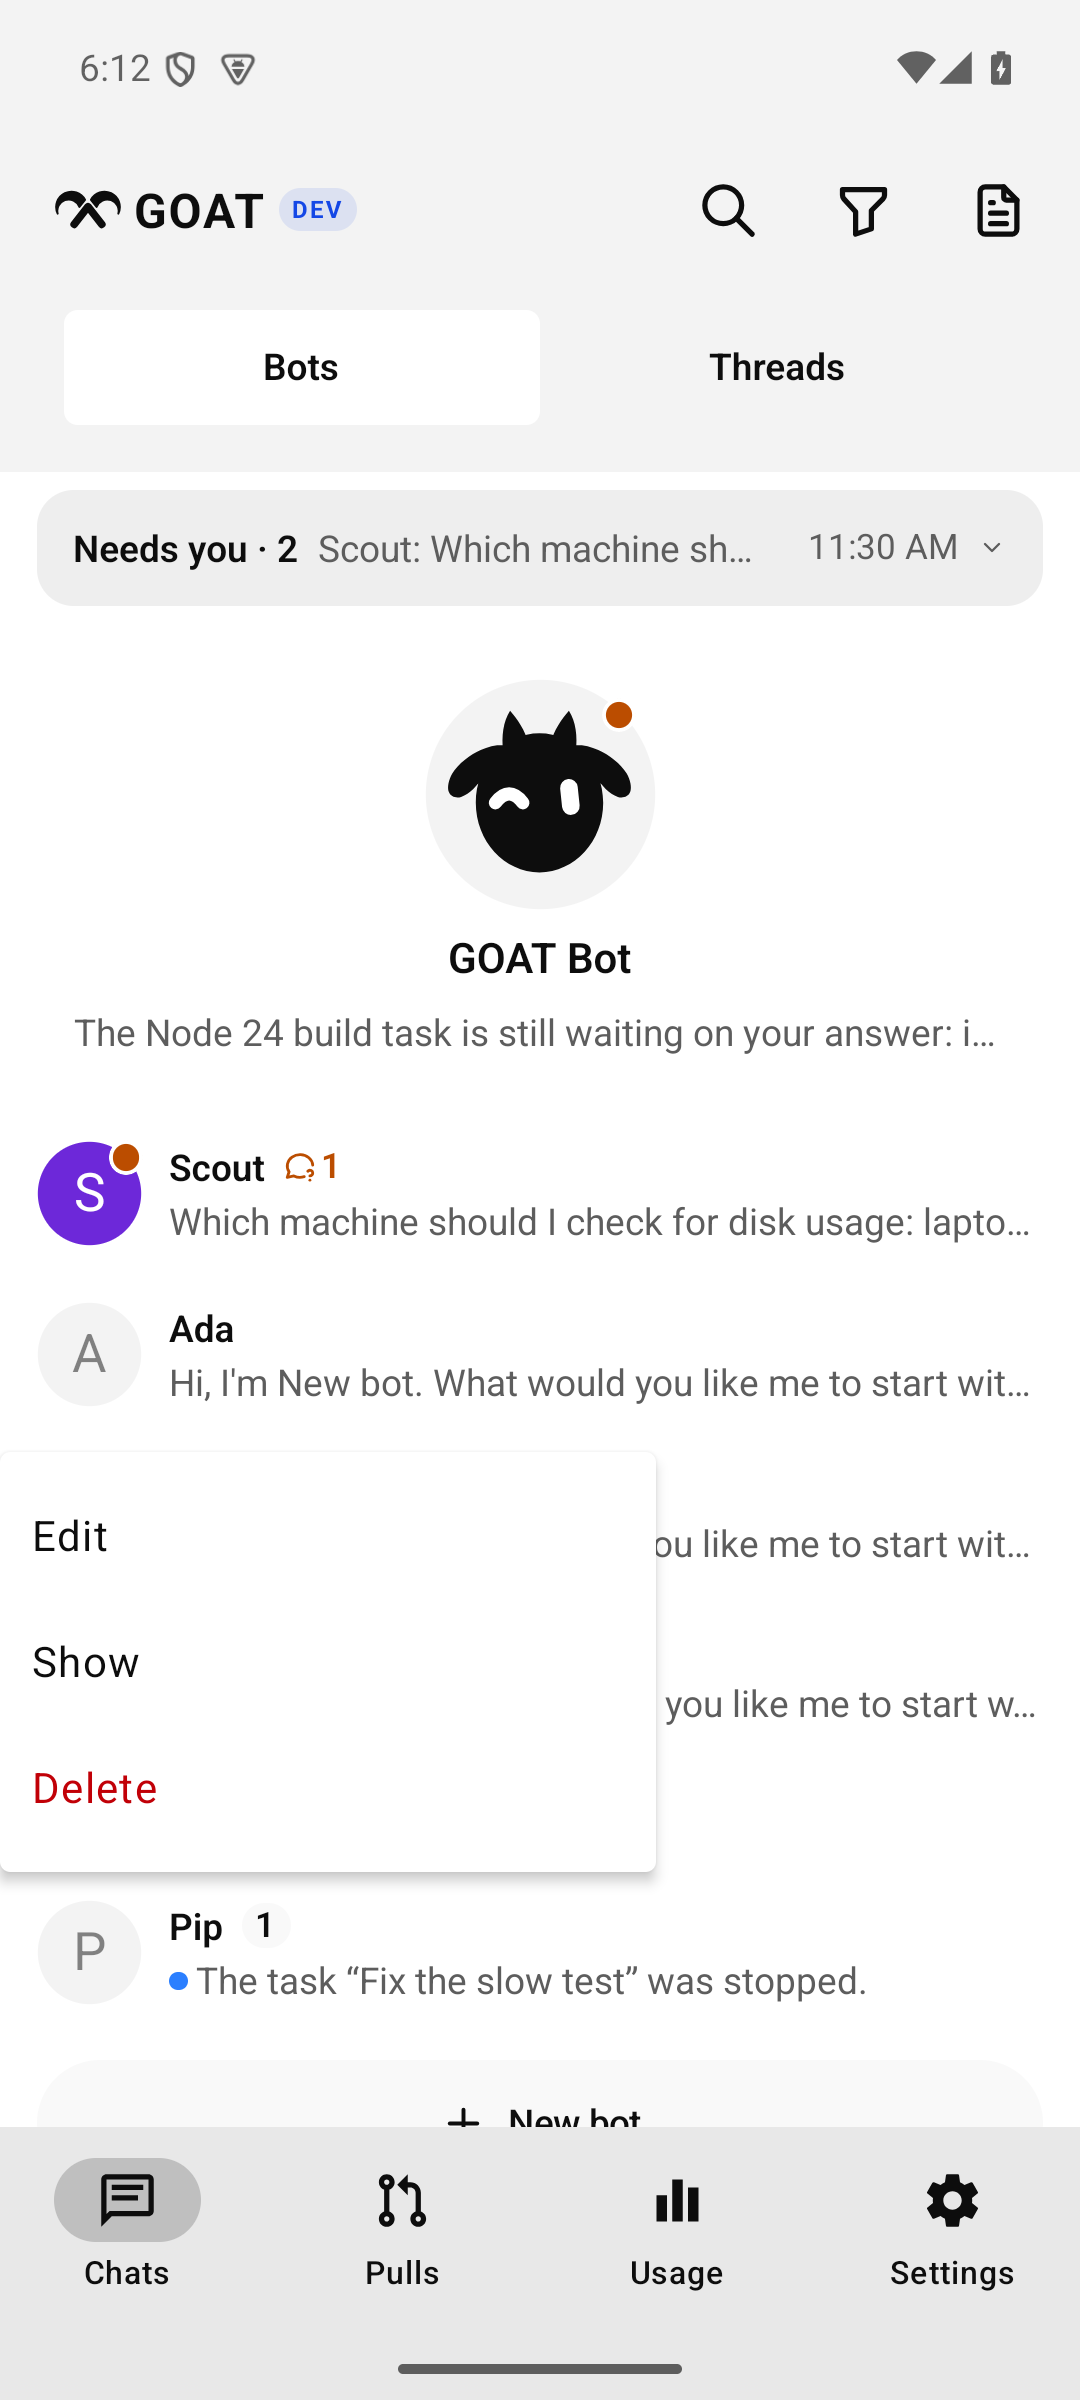 6:12
GOAT DEV
Bots
Threads
Needs you · 2 Scout: Which machine sh... 11:30 AM
GOAT Bot
The Node 24 build task is still waiting on your answer: i...
S
Scout 1
Which machine should I check for disk usage: lapto...
A
Ada
Hi, I'm New bot. What would you like me to start wit...
Edit
ou like me to start wit...
Show
you like me to start w...
Delete
P
Pip 1
The task “Fix the slow test” was stopped.
New bot
Chats
Pulls
Usage
Settings